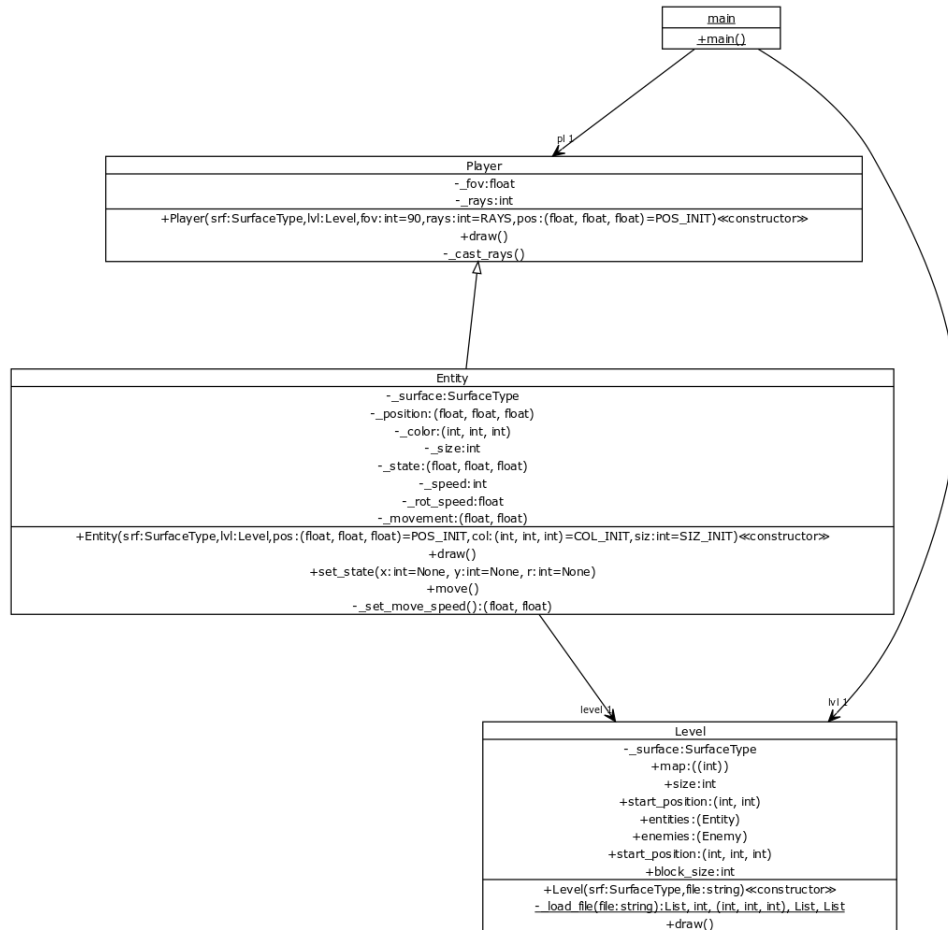 main
+main()
pl 1
Player
-_fov:float
-_rays:int
+Player(srf:SurfaceType,lvl:Level,fov:int=90,rays:int=RAYS,pos:(float, float, float)=POS_INIT)≪constructor≫
+draw()
-_cast_rays()
Entity
-_surface:SurfaceType
-_position:(float, float, float)
-_color:(int, int, int)
-_size:int
-_state:(float, float, float)
-_speed:int
-_rot_speed:float
-_movement:(float, float)
+Entity(srf:SurfaceType,lvl:Level,pos:(float, float, float)=POS_INIT,col:(int, int, int)=COL_INIT,siz:int=SIZ_INIT)≪constructor≫
+draw()
+set_state(x:int=None, y:int=None, r:int=None)
+move()
-_set_move_speed():(float, float)
level 1
lvl 1
Level
-_surface:SurfaceType
+map:((int))
+size:int
+start_position:(int, int)
+entities:(Entity)
+enemies:(Enemy)
+start_position:(int, int, int)
+block_size:int
+Level(srf:SurfaceType,file:string)≪constructor≫
-_load_file(file:string):List, int, (int, int, int), List, List
+draw()